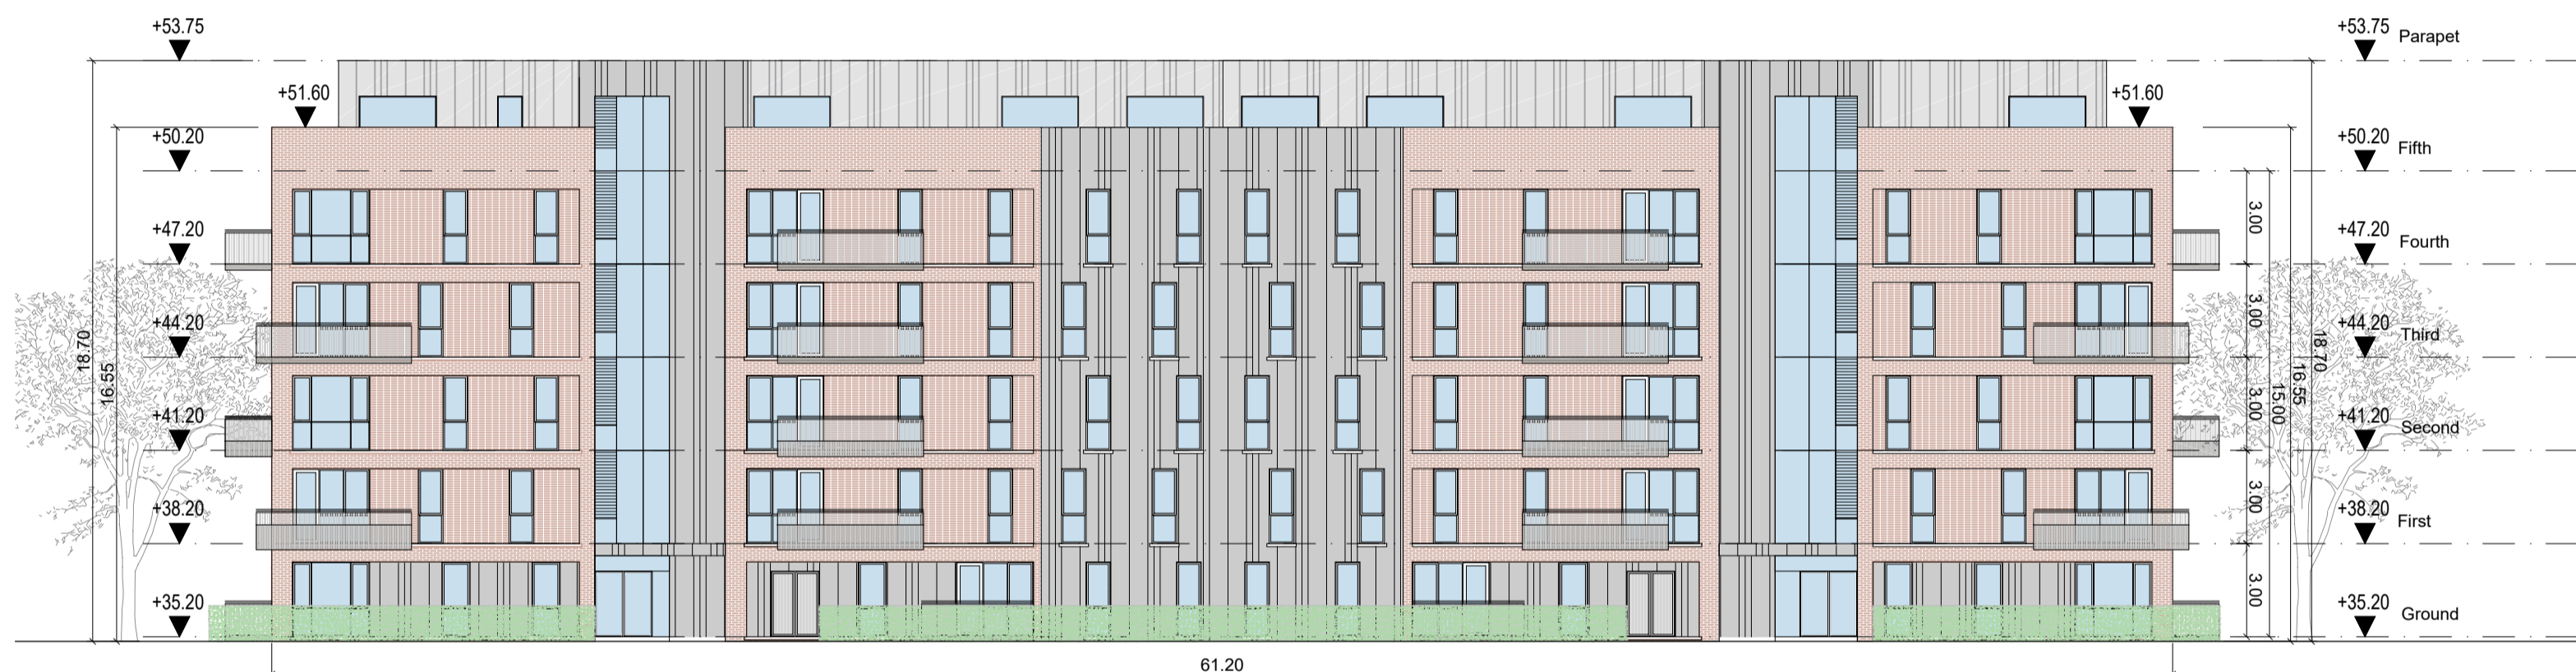 +53.75
+53.75 Parapet
+51.60
+51.60
+50.20
+50.20 Fifth
3.00
+47.20
+47.20 Fourth
3.00
18.70
+44.20
+44.20 Third
18.70
16.55
16.55
3.00
15.00
+41.20
+41.20 Second
3.00
+38.20
+38.20 First
3.00
+35.20
+35.20 Ground
61.20